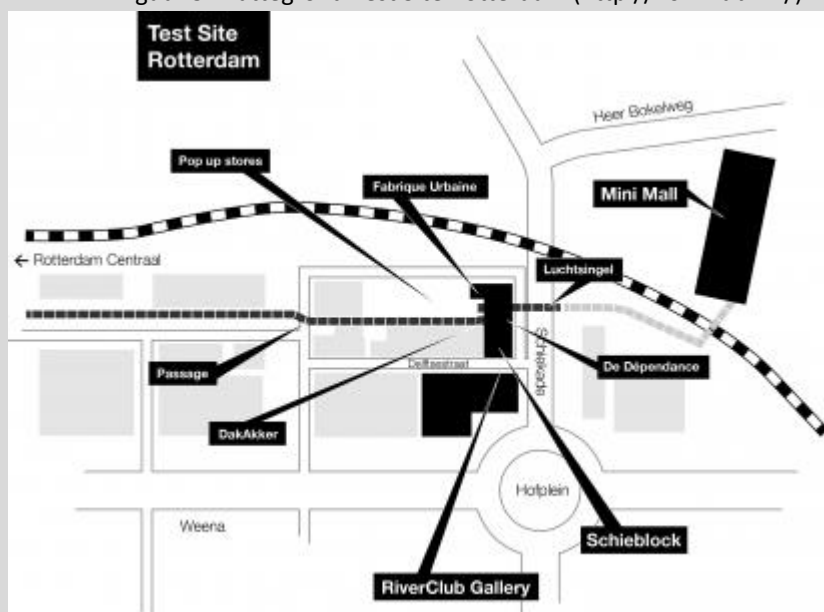 Test Site
Rotterdam
Heer Bokelweg
Pop up stores
Fabrique Urbaine
Mini Mall
← Rotterdam Centraal
Luchtsingel
Schiekade
Passage
Delftsestraat
De Dépendance
DakAkker
Hofplein
Weena
Schieblock
RiverClub Gallery